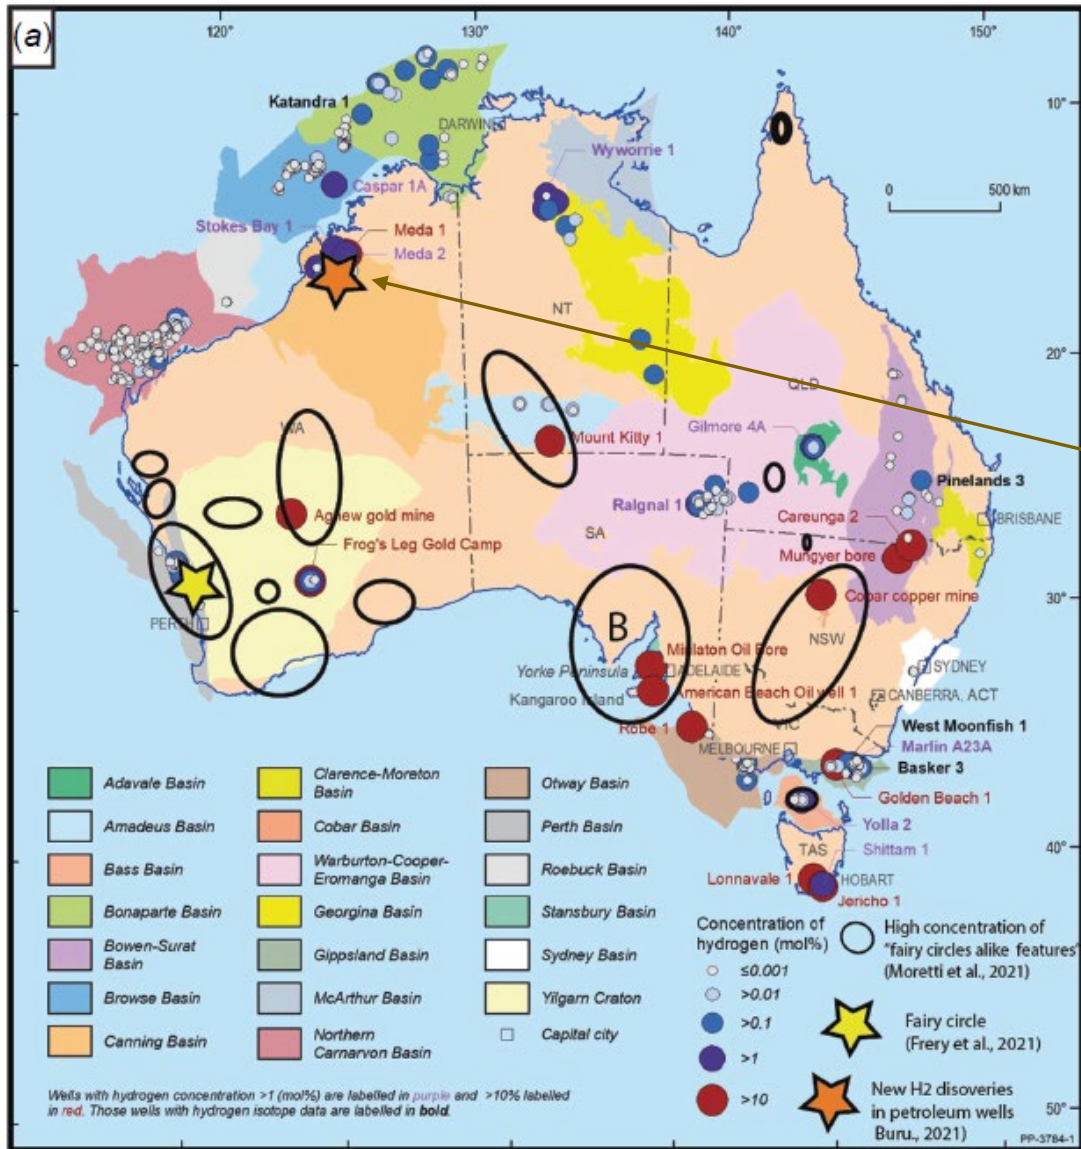 (a)
120°
130°
140°
150°
10°
Katandra 1
DARWIN
Wyworrie 1
0 500 km
Caspar 1A
Stokes Bay 1
Meda 1
Meda 2
NT
20°
QLD
WA
Gilmore 4A
Mount Kitty 1
Pinelands 3
Ralgnal 1
Agnew gold mine
Careunga 2
BRISBANE
SA
Frog's Leg Gold Camp
Mungyer bore
Cobar copper mine
30°
PERTH
B
NSW
Minlaton Oil Bore
SYDNEY
Yorke Peninsula
ADELAIDE
Kangaroo Island
American Beach Oil well 1
CANBERRA, ACT
Robe 1
VIC
West Moonfish 1
MELBOURNE
Marlin A23A
Basker 3
Golden Beach 1
Yolla 2
40°
TAS
Shittam 1
Lonnavale 1
HOBART
Jericho 1
Adavale Basin
Amadeus Basin
Bass Basin
Bonaparte Basin
Bowen-Surat
Basin
Browse Basin
Canning Basin
Clarence-Moreton
Basin
Cobar Basin
Warburton-Cooper-
Eromanga Basin
Georgina Basin
Gippsland Basin
McArthur Basin
Northern
Carnarvon Basin
Otway Basin
Perth Basin
Roebuck Basin
Stansbury Basin
Sydney Basin
Yilgarn Craton
Capital city
Concentration of
hydrogen (mol%)
≤0.001
>0.01
>0.1
>1
>10
High concentration of
"fairy circles alike features"
(Moretti et al., 2021)
Fairy circle
(Frery et al., 2021)
New H2 disoveries
in petroleum wells
Buru., 2021)
Wells with hydrogen concentration >1 (mol%) are labelled in purple and >10% labelled
in red. Those wells with hydrogen isotope data are labelled in bold.
50°
PP-3784-1